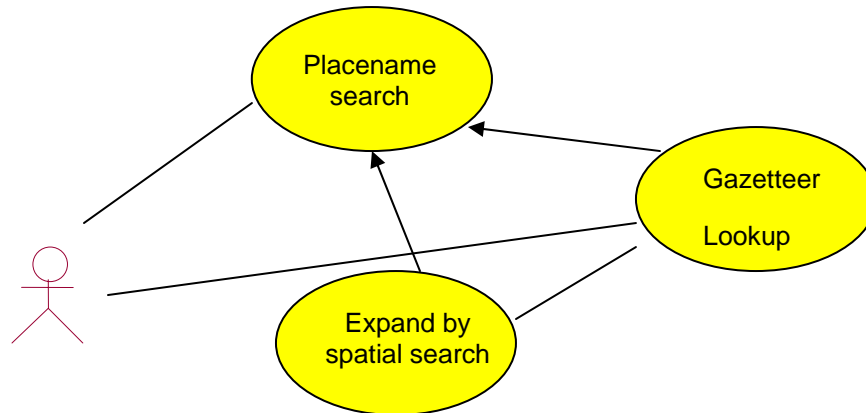 Placename
search
Gazetteer
Lookup
Expand by
spatial search